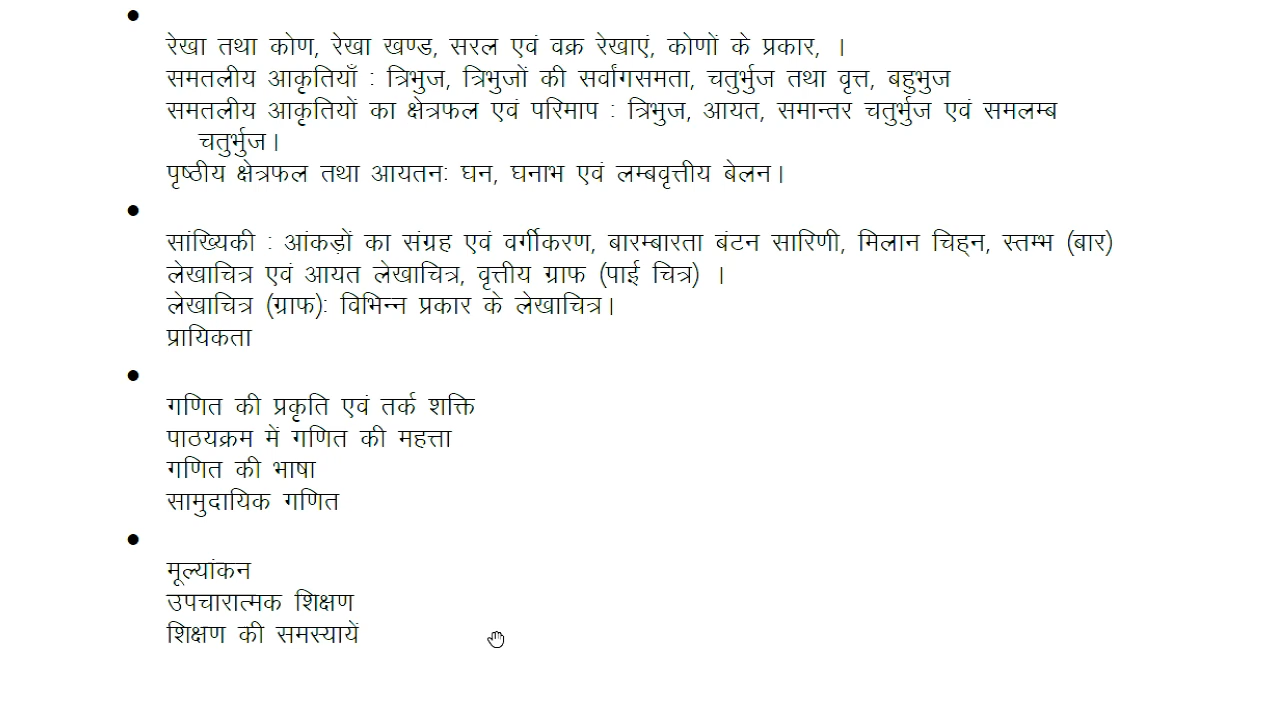 रेखा तथा कोण, रेखा खण्ड, सरल एवं वक्र रेखाएं, कोणों के प्रकार, ।
समतलीय आकृतियाँ : त्रिभुज, त्रिभुजों की सर्वांगसमता, चतुर्भुज तथा वृत्त, बहुभुज
समतलीय आकृतियों का क्षेत्रफल एवं परिमाप : त्रिभुज, आयत, समान्तर चतुर्भुज एवं समलम्ब
चतुर्भुज।
पृष्ठीय क्षेत्रफल तथा आयतनः घन, घनाभ एवं लम्बवृत्तीय बेलन।
सांख्यिकी : आंकड़ों का संग्रह एवं वर्गीकरण, बारम्बारता बंटन सारिणी, मिलान चिह्न, स्तम्भ (बार)
लेखाचित्र एवं आयत लेखाचित्र, वृत्तीय ग्राफ (पाई चित्र) ।
लेखाचित्र (ग्राफ)ः विभिन्न प्रकार के लेखाचित्र।
प्रायिकता
गणित की प्रकृति एवं तर्क शक्ति
पाठयक्रम में गणित की महत्ता
गणित की भाषा
सामुदायिक गणित
मूल्यांकन
उपचारात्मक शिक्षण
शिक्षण की समस्यायें